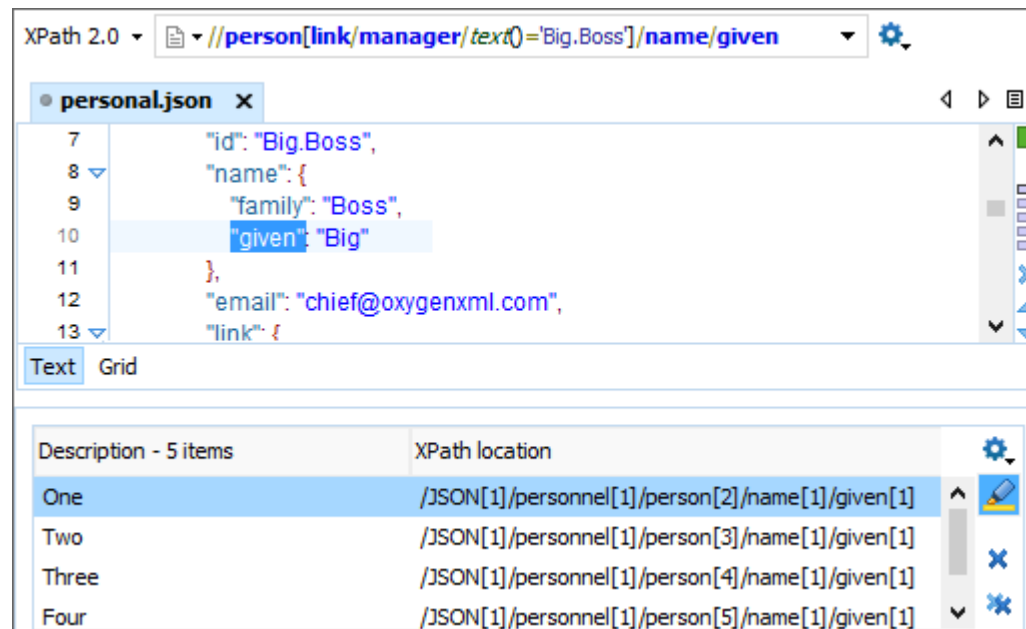 XPath 2.0 //person[link/manager/text()='Big.Boss']/name/given
personal.json
7 "id": "Big.Boss",
8 "name": {
9 "family": "Boss",
10 "given": "Big"
11 },
12 "email": "chief@oxygenxml.com",
13 "link": {
Text Grid
Description - 5 items XPath location
One /JSON[1]/personnel[1]/person[2]/name[1]/given[1]
Two /JSON[1]/personnel[1]/person[3]/name[1]/given[1]
Three /JSON[1]/personnel[1]/person[4]/name[1]/given[1]
Four /JSON[1]/personnel[1]/person[5]/name[1]/given[1]